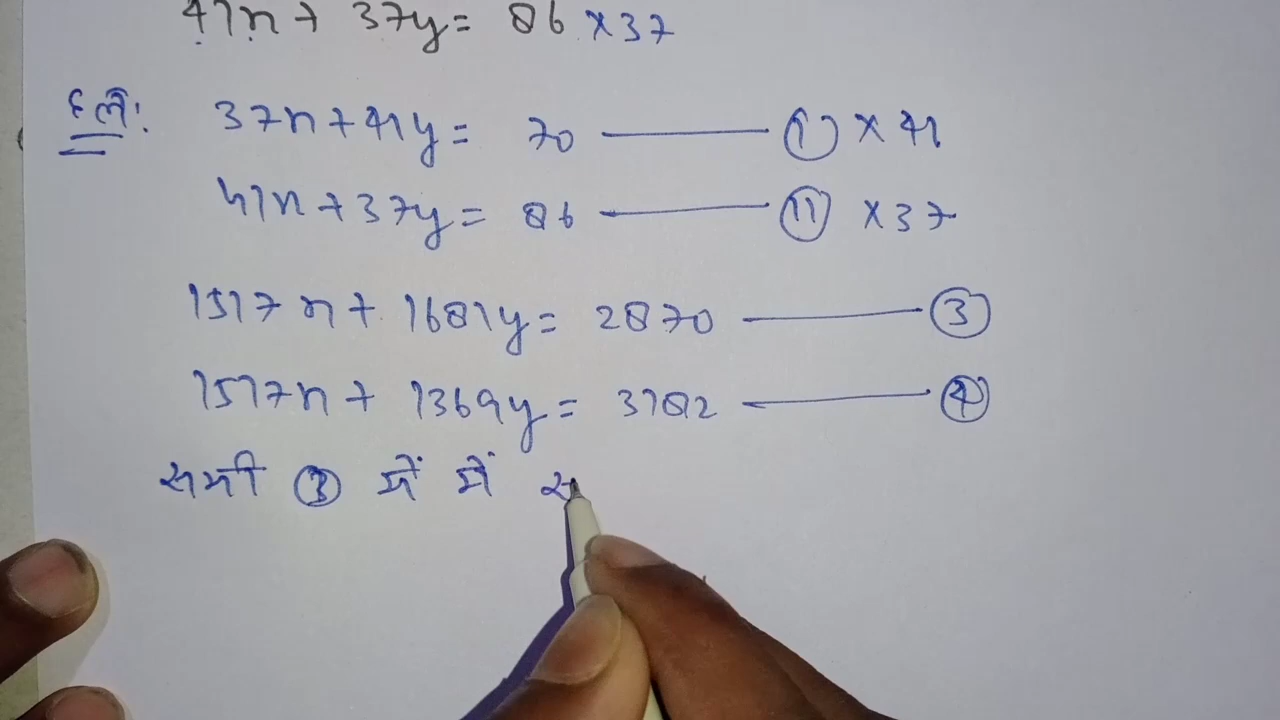 41x + 37y = 86 × 37
हल: 37x + 41y = 70 ——— (1) × 41
41x + 37y = 86 ——— (11) × 37
1517x + 1681y = 2870 ——— (3)
1517x + 1369y = 3182 ——— (4)
समी (3) में में स